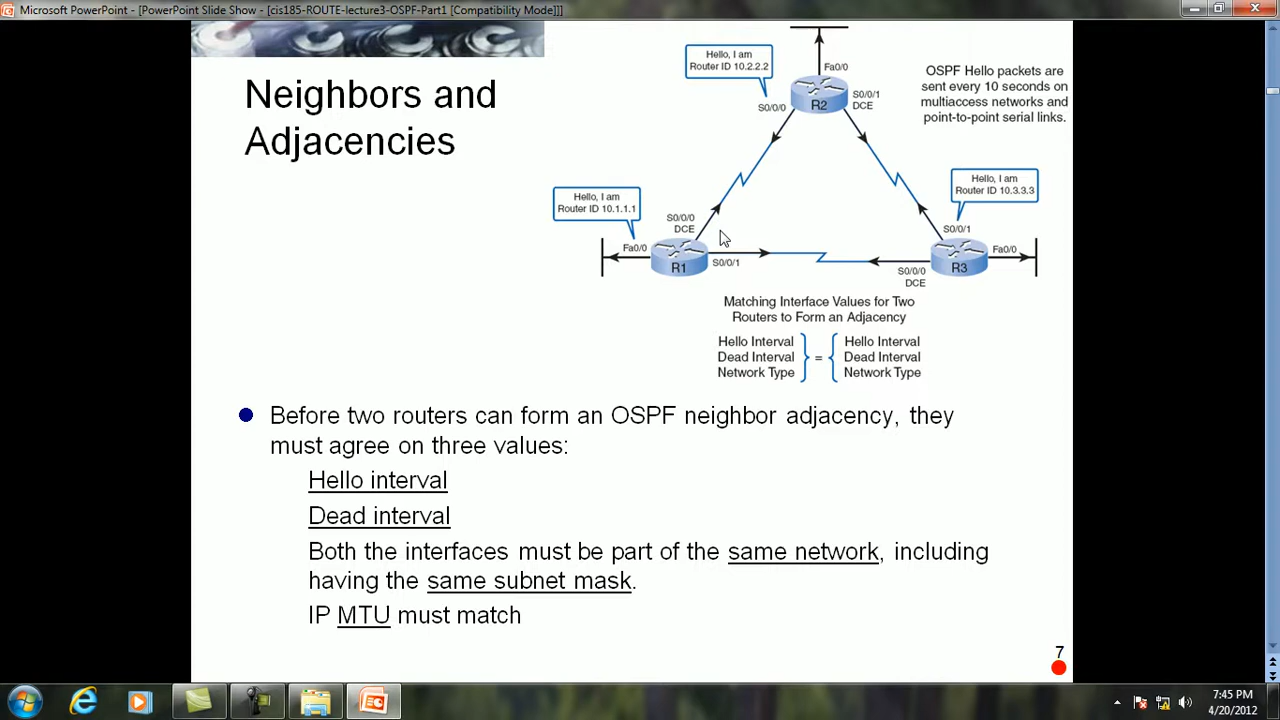 Microsoft PowerPoint - [PowerPoint Slide Show - [cis185-ROUTE-lecture3-OSPF-Part1 [Compatibility Mode]]]
Neighbors and
Adjacencies
Hello, I am
Router ID 10.2.2.2
Fa0/0
S0/0/0
R2
S0/0/1
DCE
OSPF Hello packets are
sent every 10 seconds on
multiaccess networks and
point-to-point serial links.
Hello, I am
Router ID 10.1.1.1
Hello, I am
Router ID 10.3.3.3
S0/0/0
DCE
Fa0/0
R1
S0/0/1
S0/0/1
Fa0/0
R3
S0/0/0
DCE
Matching Interface Values for Two
Routers to Form an Adjacency
Hello Interval Hello Interval
Dead Interval = Dead Interval
Network Type Network Type
Before two routers can form an OSPF neighbor adjacency, they
must agree on three values:
Hello interval
Dead interval
Both the interfaces must be part of the same network, including
having the same subnet mask.
IP MTU must match
7
7:45 PM
4/20/2012